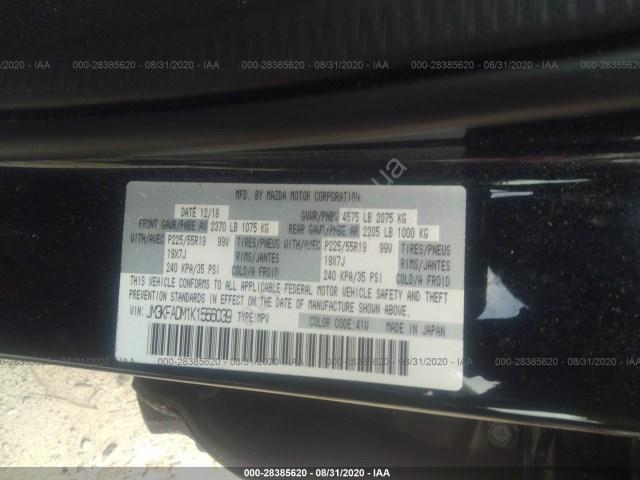 000-28385620 - 08/31/2020 - IAA
MFD. BY MAZDA MOTOR CORPORATION
DATE 12/18 GVWR/PNBV 4575 LB 2075 KG
FRONT GAWR/PNBE AV 2370 LB 1075 KG REAR GAWR/PNBE AR 2205 LB 1000 KG
WITH/AVEC P225/55R19 99V TIRES/PNEUS WITH/AVEC P225/55R19 99V TIRES/PNEUS
19X7J RIMS/JANTES 19X7J RIMS/JANTES
240 KPA/35 PSI COLD/A FROID 240 KPA/35 PSI COLD/A FROID
THIS VEHICLE CONFORMS TO ALL APPLICABLE FEDERAL MOTOR VEHICLE SAFETY AND THEFT
PREVENTION STANDARDS IN EFFECT ON THE DATE OF MANUFACTURE SHOWN ABOVE.
VIN: JM3KFADM1K1556039 TYPE:MPV COLOR CODE:41U MADE IN JAPAN
000-28385620 - 08/31/2020 - IAA